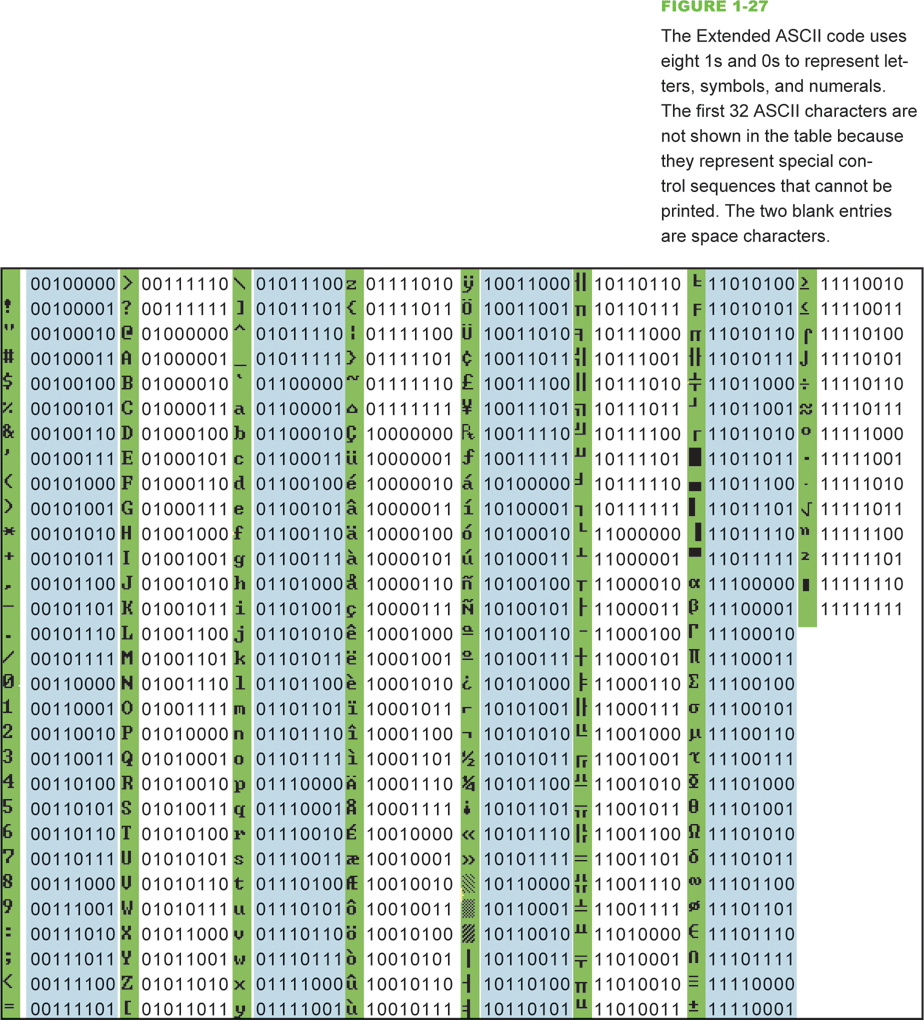 FIGURE 1-27
The Extended ASCII code uses
eight 1s and 0s to represent let-
ters, symbols, and numerals.
The first 32 ASCII characters are
not shown in the table because
they represent special con-
trol sequences that cannot be
printed. The two blank entries
are space characters.
00100000 > 00111110 \ 01011100 z 01111010 ÿ 10011000 ╢ 10110110 ╘ 11010100 ≥ 11110010
! 00100001 ? 00111111 ] 01011101 { 01111011 Ö 10011001 ╖ 10110111 ╒ 11010101 ≤ 11110011
" 00100010 @ 01000000 ^ 01011110 ¦ 01111100 Ü 10011010 ╕ 10111000 ╓ 11010110 ⌠ 11110100
# 00100011 A 01000001 _ 01011111 } 01111101 ¢ 10011011 ╣ 10111001 ╫ 11010111 ⌡ 11110101
$ 00100100 B 01000010 ` 01100000 ~ 01111110 £ 10011100 ║ 10111010 ╪ 11011000 ÷ 11110110
% 00100101 C 01000011 a 01100001 ⌂ 01111111 ¥ 10011101 ╗ 10111011 ┘ 11011001 ≈ 11110111
& 00100110 D 01000100 b 01100010 Ç 10000000 ₧ 10011110 ╝ 10111100 ┌ 11011010 ° 11111000
' 00100111 E 01000101 c 01100011 ü 10000001 ƒ 10011111 ╜ 10111101 █ 11011011 ∙ 11111001
( 00101000 F 01000110 d 01100100 é 10000010 á 10100000 ╛ 10111110 ▄ 11011100 · 11111010
) 00101001 G 01000111 e 01100101 â 10000011 í 10100001 ┐ 10111111 ▌ 11011101 √ 11111011
* 00101010 H 01001000 f 01100110 ä 10000100 ó 10100010 └ 11000000 ▐ 11011110 ⁿ 11111100
+ 00101011 I 01001001 g 01100111 à 10000101 ú 10100011 ┴ 11000001 ▀ 11011111 ² 11111101
, 00101100 J 01001010 h 01101000 å 10000110 ñ 10100100 ┬ 11000010 α 11100000 ■ 11111110
- 00101101 K 01001011 i 01101001 ç 10000111 Ñ 10100101 ├ 11000011 β 11100001 11111111
. 00101110 L 01001100 j 01101010 ê 10001000 ª 10100110 ─ 11000100 Γ 11100010
/ 00101111 M 01001101 k 01101011 ë 10001001 º 10100111 ┼ 11000101 π 11100011
0 00110000 N 01001110 l 01101100 è 10001010 ¿ 10101000 ╞ 11000110 Σ 11100100
1 00110001 O 01001111 m 01101101 ï 10001011 ⌐ 10101001 ╟ 11000111 σ 11100101
2 00110010 P 01010000 n 01101110 î 10001100 ¬ 10101010 ╚ 11001000 µ 11100110
3 00110011 Q 01010001 o 01101111 ì 10001101 ½ 10101011 ╔ 11001001 τ 11100111
4 00110100 R 01010010 p 01110000 Ä 10001110 ¼ 10101100 ╩ 11001010 Φ 11101000
5 00110101 S 01010011 q 01110001 Å 10001111 ¡ 10101101 ╦ 11001011 θ 11101001
6 00110110 T 01010100 r 01110010 É 10010000 « 10101110 ╠ 11001100 Ω 11101010
7 00110111 U 01010101 s 01110011 æ 10010001 » 10101111 ═ 11001101 δ 11101011
8 00111000 V 01010110 t 01110100 Æ 10010010 ░ 10110000 ╬ 11001110 ∞ 11101100
9 00111001 W 01010111 u 01110101 ô 10010011 ▒ 10110001 ╧ 11001111 ø 11101101
: 00111010 X 01011000 v 01110110 ö 10010100 ▓ 10110010 ╨ 11010000 ∈ 11101110
; 00111011 Y 01011001 w 01110111 ò 10010101 │ 10110011 ╤ 11010001 ∩ 11101111
< 00111100 Z 01011010 x 01111000 û 10010110 ┤ 10110100 ╥ 11010010 ≡ 11110000
= 00111101 [ 01011011 y 01111001 ù 10010111 ╡ 10110101 ╙ 11010011 ± 11110001